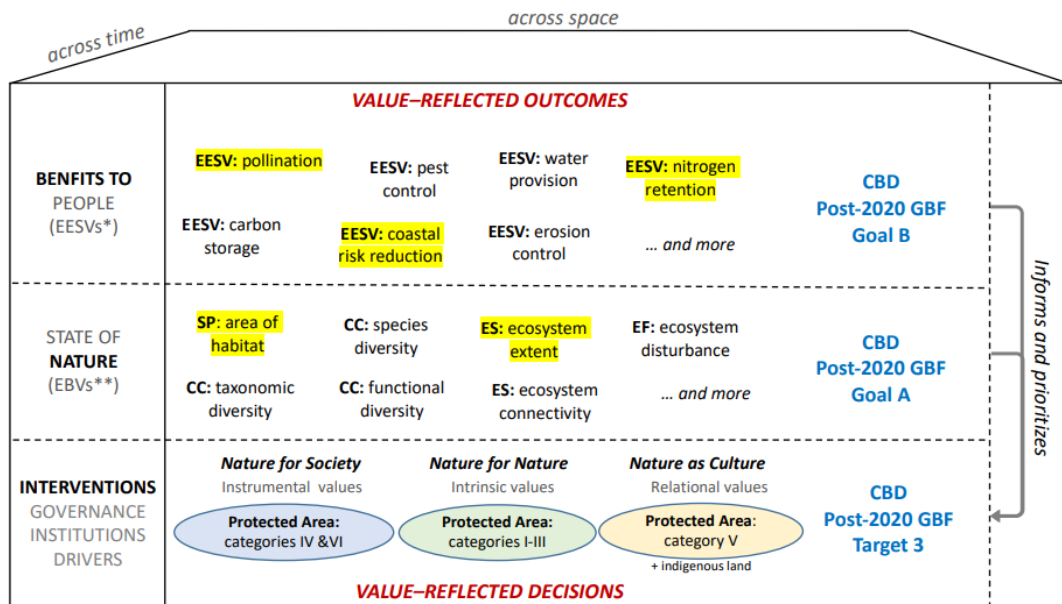 across space
across time
VALUE–REFLECTED OUTCOMES
BENFITS TO
PEOPLE
(EESVs*)
EESV: pollination
EESV: pest
control
EESV: water
provision
EESV: nitrogen
retention
EESV: carbon
storage
EESV: coastal
risk reduction
EESV: erosion
control
... and more
CBD
Post-2020 GBF
Goal B
STATE OF
NATURE
(EBVs**)
SP: area of
habitat
CC: species
diversity
ES: ecosystem
extent
EF: ecosystem
disturbance
CC: taxonomic
diversity
CC: functional
diversity
ES: ecosystem
connectivity
... and more
CBD
Post-2020 GBF
Goal A
Informs and prioritizes
INTERVENTIONS
GOVERNANCE
INSTITUTIONS
DRIVERS
Nature for Society
Instrumental values
Protected Area:
categories IV &VI
Nature for Nature
Intrinsic values
Protected Area:
categories I-III
Nature as Culture
Relational values
Protected Area:
category V
+ indigenous land
CBD
Post-2020 GBF
Target 3
VALUE-REFLECTED DECISIONS